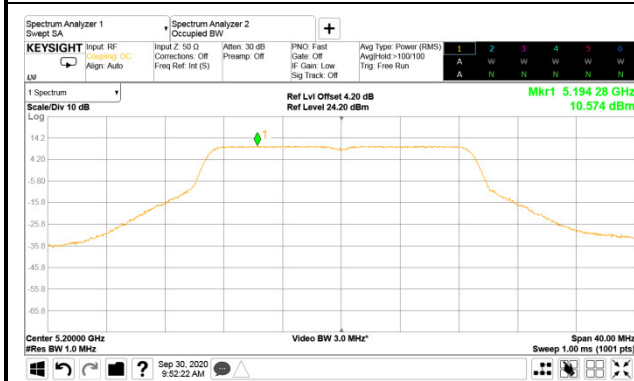 Spectrum Analyzer 1
Swept SA
Spectrum Analyzer 2
Occupied BW
KEYSIGHT
Input: RF
Coupling: DC
Align: Auto
Input Z: 50 Ω
Corrections: Off
Freq Ref: Int (S)
Atten: 30 dB
Preamp: Off
PNO: Fast
Gate: Off
IF Gain: Low
Sig Track: Off
Avg Type: Power (RMS)
Avg|Hold:>100/100
Trig: Free Run
1 2 3 4 5 6
A W W W W W
A N N N N N
LXI
1 Spectrum
Scale/Div 10 dB
Log
Ref Lvl Offset 4.20 dB
Ref Level 24.20 dBm
Mkr1 5.194 28 GHz
10.574 dBm
1
14.2
4.20
-5.80
-15.8
-25.8
-35.8
-45.8
-55.8
-65.8
Center 5.20000 GHz
#Res BW 1.0 MHz
Video BW 3.0 MHz*
Span 40.00 MHz
Sweep 1.00 ms (1001 pts)
?
Sep 30, 2020
9:52:22 AM